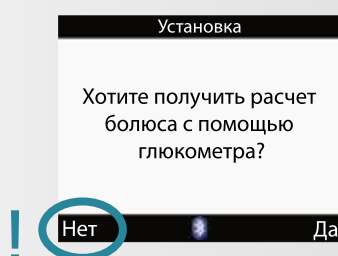 Установка
Хотите получить расчет
болюса с помощью
глюкометра?
! Нет Да